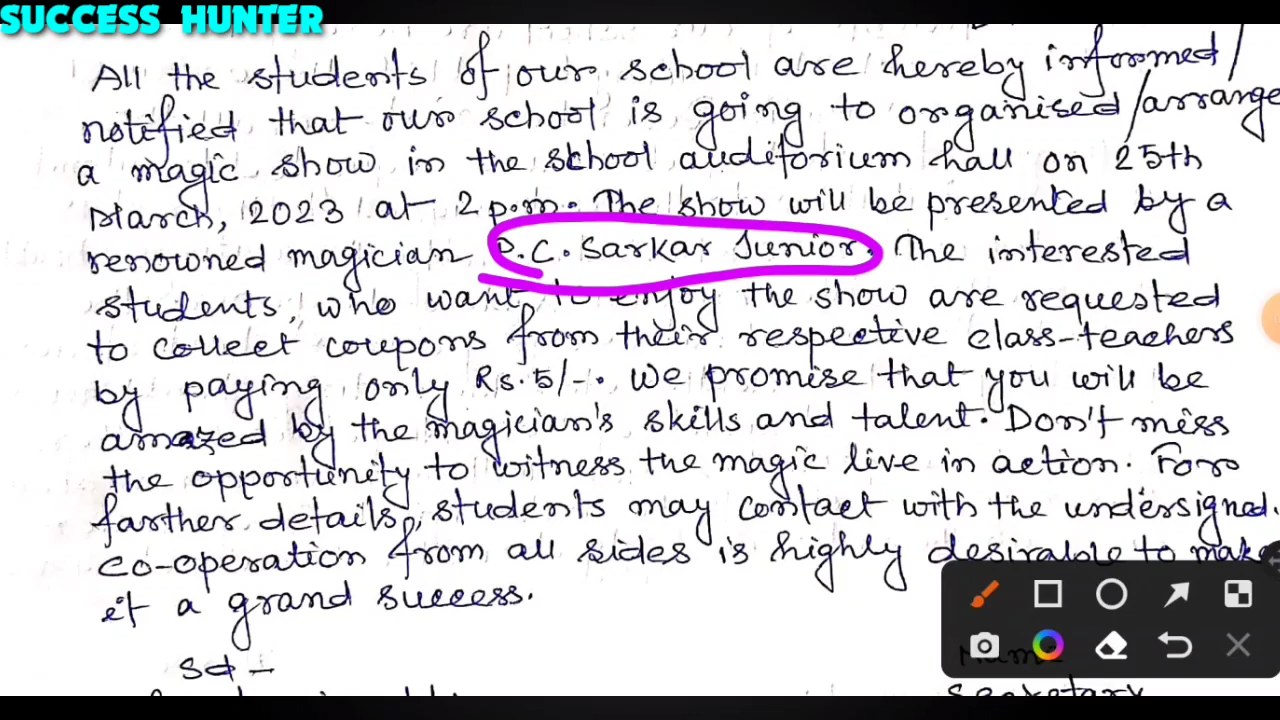 SUCCESS HUNTER
All the students of our school are hereby informed/
notified that our school is going to organised/arrange
a magic show in the school auditorium hall on 25th
March, 2023 at 2 p.m. The show will be presented by a
renowned magician P.C. Sarkar Junior. The interested
students, who want to enjoy the show are requested
to collect coupons from their respective class-teachers
by paying only Rs. 5/-. We promise that you will be
amazed by the magician's skills and talent. Don't miss
the opportunity to witness the magic live in action. For
farther details, students may contact with the undersigned.
co-operation from all sides is highly desirable to make
it a grand success.
Sd -
Secretary